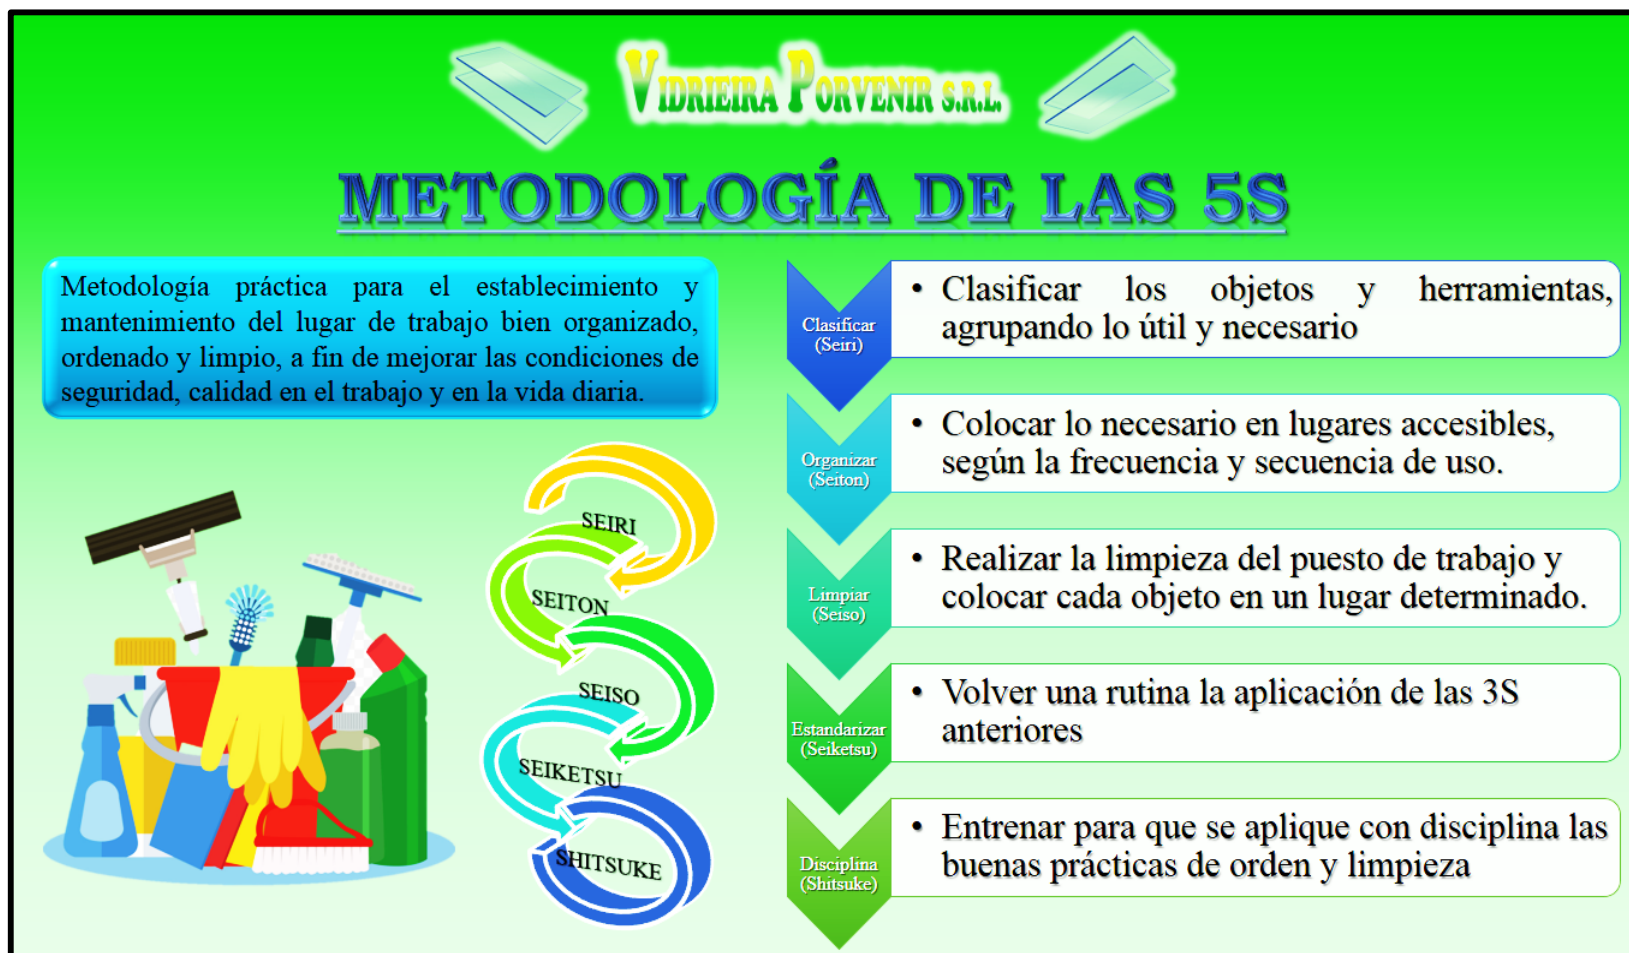 VIDRIEIRA PORVENIR S.R.L.
METODOLOGÍA DE LAS 5S
Metodología práctica para el establecimiento y
mantenimiento del lugar de trabajo bien organizado,
ordenado y limpio, a fin de mejorar las condiciones de
seguridad, calidad en el trabajo y en la vida diaria.
SEIRI
SEITON
SEISO
SEIKETSU
SHITSUKE
Clasificar
(Seiri)
• Clasificar los objetos y herramientas,
agrupando lo útil y necesario
Organizar
(Seiton)
• Colocar lo necesario en lugares accesibles,
según la frecuencia y secuencia de uso.
Limpiar
(Seiso)
• Realizar la limpieza del puesto de trabajo y
colocar cada objeto en un lugar determinado.
Estandarizar
(Seiketsu)
• Volver una rutina la aplicación de las 3S
anteriores
Disciplina
(Shitsuke)
• Entrenar para que se aplique con disciplina las
buenas prácticas de orden y limpieza